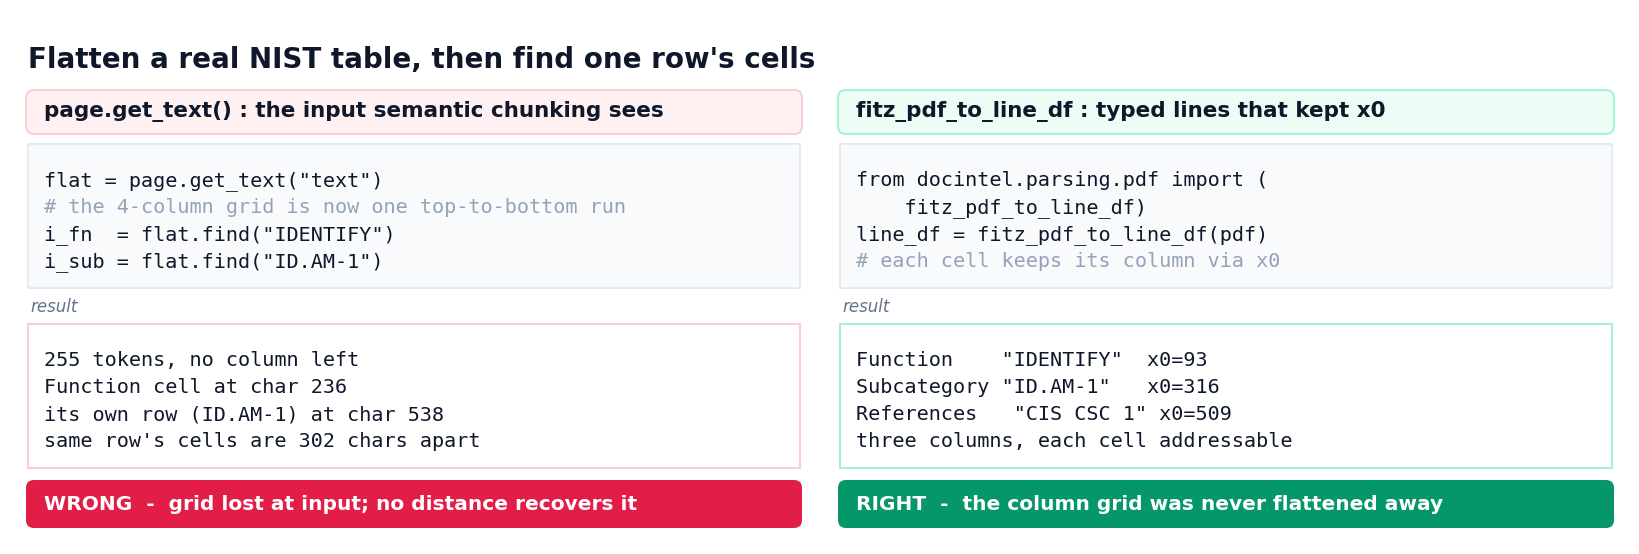 Flatten a real NIST table, then find one row's cells
page.get_text() : the input semantic chunking sees
flat = page.get_text("text")
# the 4-column grid is now one top-to-bottom run
i_fn  = flat.find("IDENTIFY")
i_sub = flat.find("ID.AM-1")
result
255 tokens, no column left
Function cell at char 236
its own row (ID.AM-1) at char 538
same row's cells are 302 chars apart
WRONG  -  grid lost at input; no distance recovers it
fitz_pdf_to_line_df : typed lines that kept x0
from docintel.parsing.pdf import (
    fitz_pdf_to_line_df)
line_df = fitz_pdf_to_line_df(pdf)
# each cell keeps its column via x0
result
Function    "IDENTIFY"  x0=93
Subcategory "ID.AM-1"   x0=316
References   "CIS CSC 1" x0=509
three columns, each cell addressable
RIGHT  -  the column grid was never flattened away